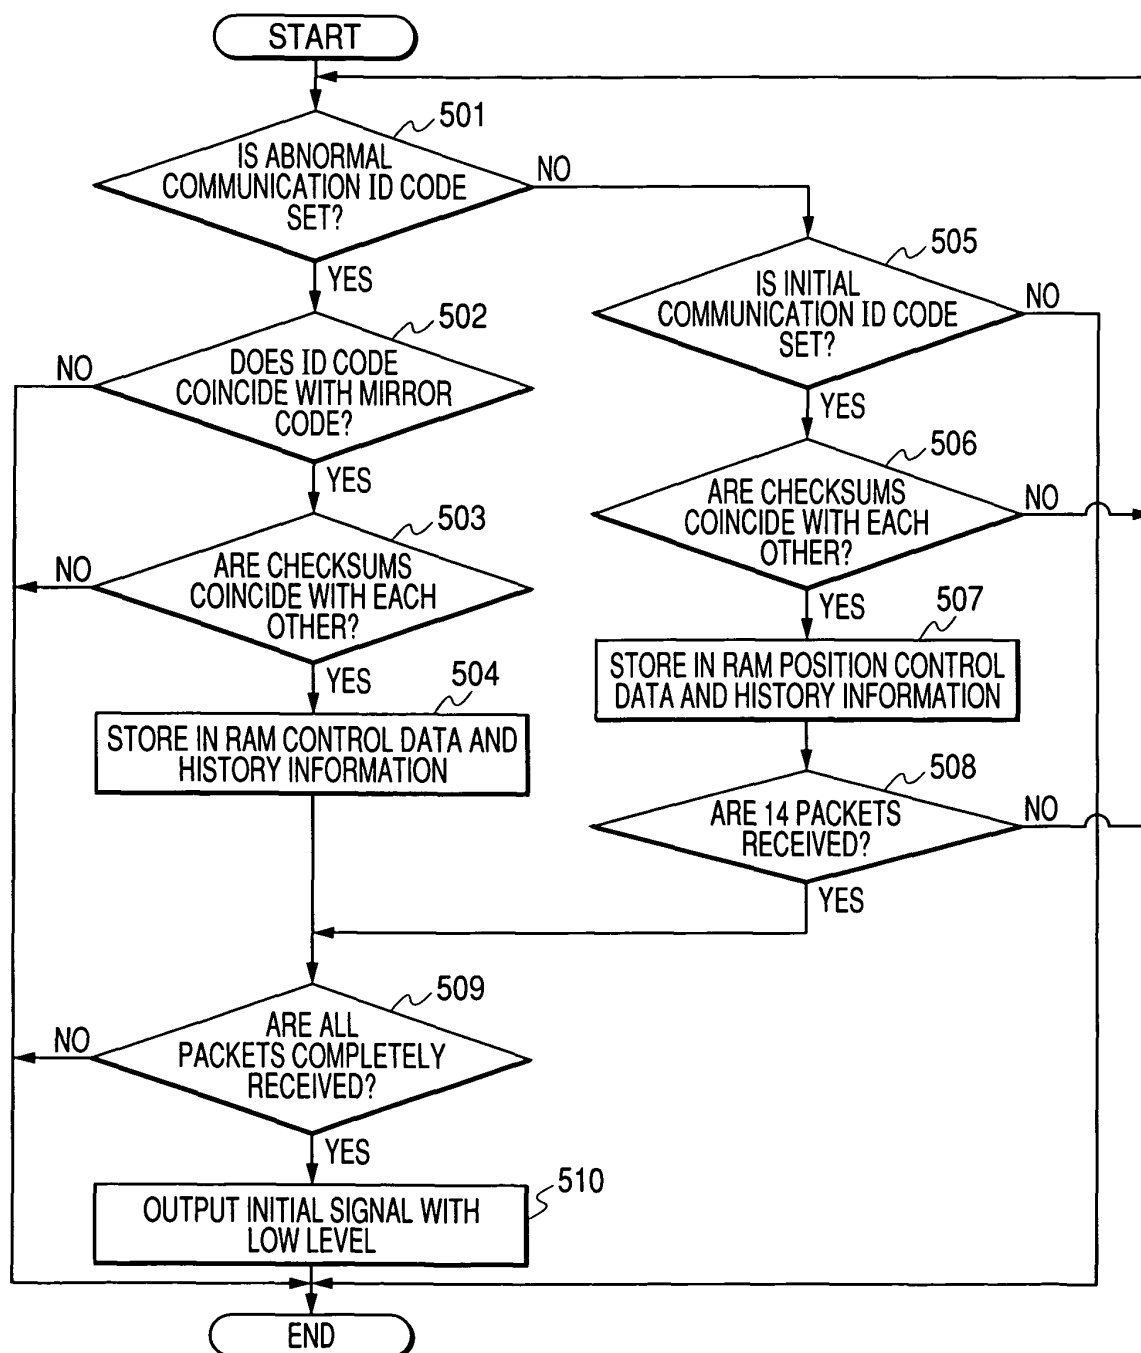 START
501
IS ABNORMAL
COMMUNICATION ID CODE
SET?
NO
YES
505
IS INITIAL
COMMUNICATION ID CODE
SET?
NO
YES
502
DOES ID CODE
COINCIDE WITH MIRROR
CODE?
NO
YES
506
ARE CHECKSUMS
COINCIDE WITH EACH
OTHER?
NO
YES
503
ARE CHECKSUMS
COINCIDE WITH EACH
OTHER?
NO
YES
507
STORE IN RAM POSITION CONTROL
DATA AND HISTORY INFORMATION
504
STORE IN RAM CONTROL DATA AND
HISTORY INFORMATION
508
ARE 14 PACKETS
RECEIVED?
NO
YES
509
ARE ALL
PACKETS COMPLETELY
RECEIVED?
NO
YES
510
OUTPUT INITIAL SIGNAL WITH
LOW LEVEL
END